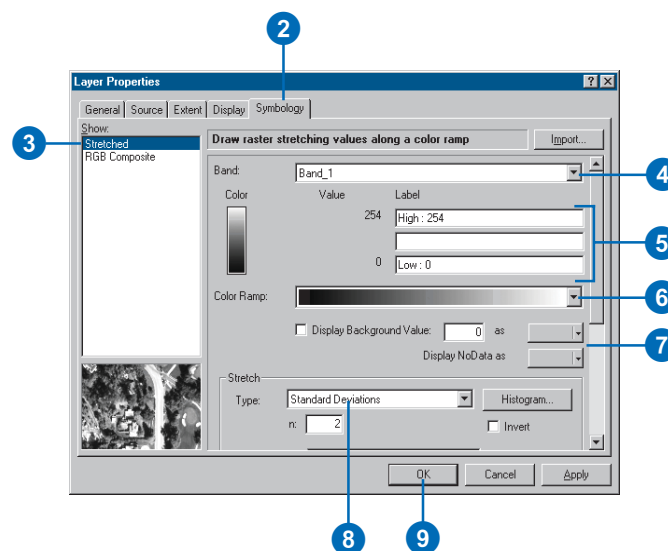 2
Layer Properties
General Source Extent Display Symbology
Show:
3
Stretched
RGB Composite
Draw raster stretching values along a color ramp
Import...
Band: Band_1
4
Color Value Label
254 High : 254
5
0 Low : 0
Color Ramp:
6
Display Background Value: 0 as
7
Display NoData as
Stretch
Type: Standard Deviations Histogram...
n: 2 Invert
OK Cancel Apply
8 9